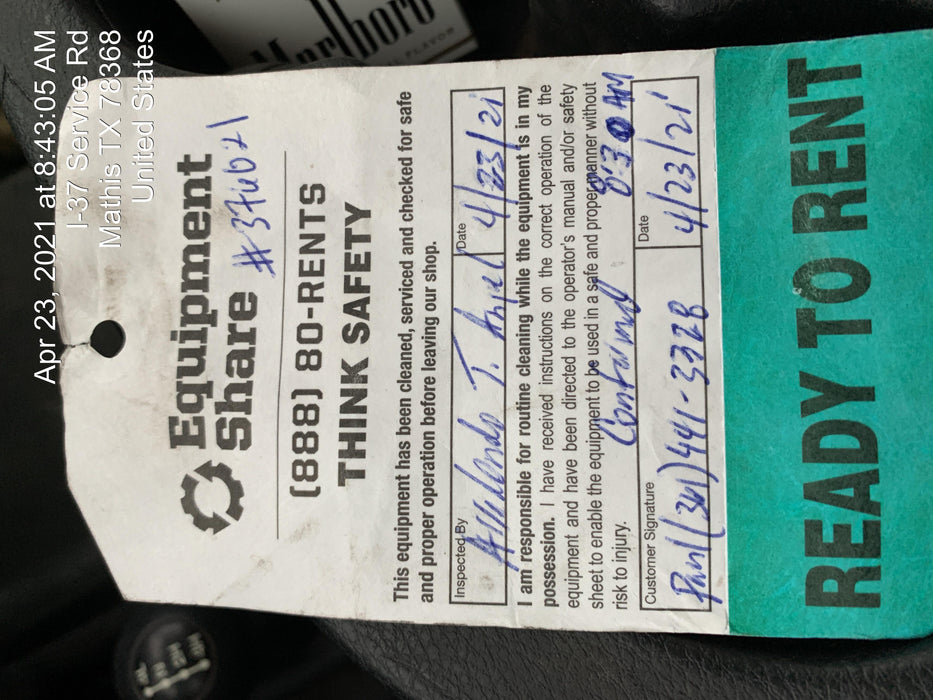 Apr 23, 2021 at 8:43:05 AM
I-37 Service Rd
Mathis TX 78368
United States
Marlboro
FLAVOR
Equipment
Share
(888) 80-RENTS
THINK SAFETY
This equipment has been cleaned, serviced and checked for safe
and proper operation before leaving our shop.
Inspected By
Date
T. 4/23/21
I am responsible for routine cleaning while the equipment is in my
possession. I have received instructions on the correct operation of the
equipment and have been directed to the operator's manual and/or safety
sheet to enable the equipment to be used in a safe and proper manner without
risk to injury.
8:30 AM
Customer Signature
Date
Paul (361) 441-3328
4/23/21
READY TO RENT